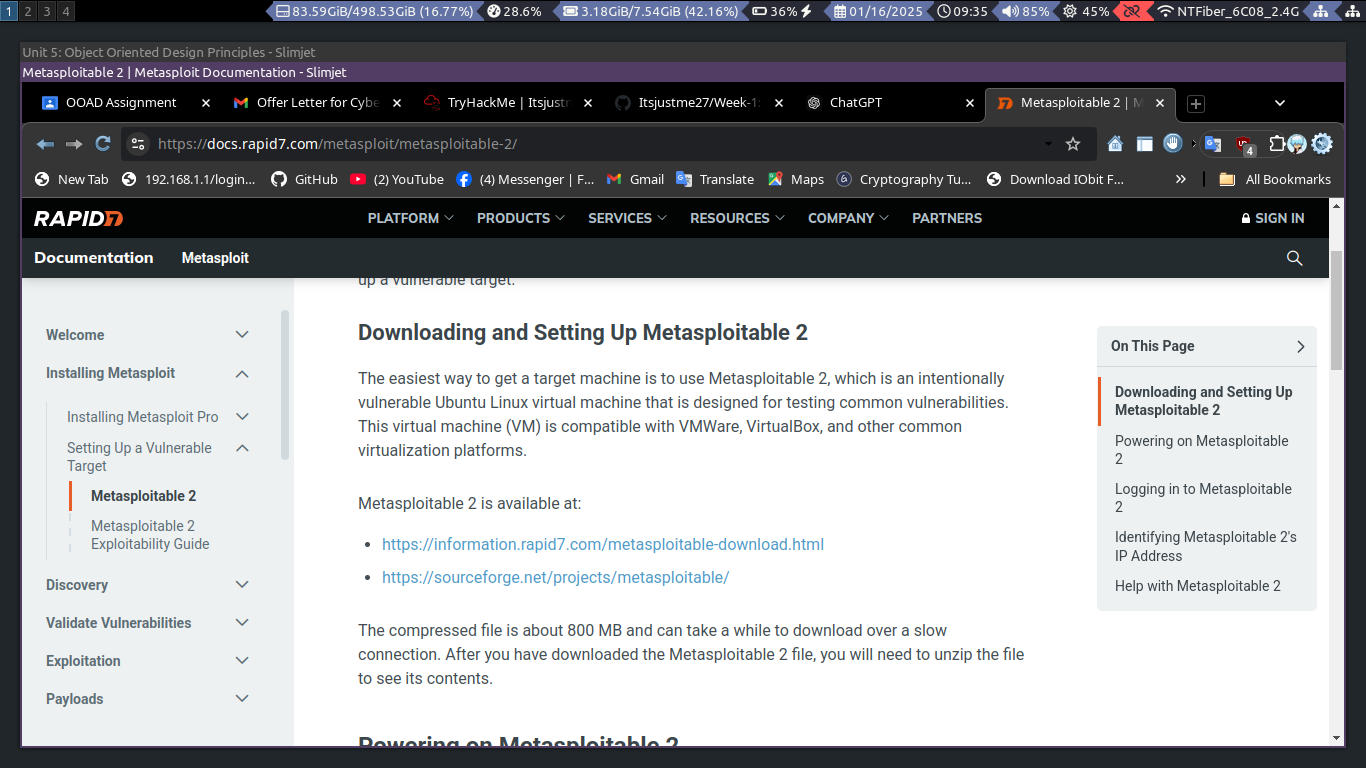 1 2 3 4 83.59GiB/498.53GiB (16.77%) 28.6% 3.18GiB/7.54GiB (42.16%) 36% 01/16/2025 09:35 85% 45% NTFiber_6C08_2.4G
Unit 5: Object Oriented Design Principles - Slimjet
Metasploitable 2 | Metasploit Documentation - Slimjet
OOAD Assignment Offer Letter for Cybe TryHackMe | Itsjustm Itsjustme27/Week-1 ChatGPT Metasploitable 2 | M
https://docs.rapid7.com/metasploit/metasploitable-2/
4
New Tab 192.168.1.1/login... GitHub (2) YouTube (4) Messenger | F... Gmail Translate Maps Cryptography Tu... Download IObit F... » All Bookmarks
RAPID7 PLATFORM PRODUCTS SERVICES RESOURCES COMPANY PARTNERS SIGN IN
Documentation Metasploit
Welcome
Installing Metasploit
Installing Metasploit Pro
Setting Up a Vulnerable
Target
Metasploitable 2
Metasploitable 2
Exploitability Guide
Discovery
Validate Vulnerabilities
Exploitation
Payloads
up a vulnerable target.
Downloading and Setting Up Metasploitable 2
The easiest way to get a target machine is to use Metasploitable 2, which is an intentionally
vulnerable Ubuntu Linux virtual machine that is designed for testing common vulnerabilities.
This virtual machine (VM) is compatible with VMWare, VirtualBox, and other common
virtualization platforms.
Metasploitable 2 is available at:
• https://information.rapid7.com/metasploitable-download.html
• https://sourceforge.net/projects/metasploitable/
The compressed file is about 800 MB and can take a while to download over a slow
connection. After you have downloaded the Metasploitable 2 file, you will need to unzip the file
to see its contents.
Powering on Metasploitable 2
On This Page
Downloading and Setting Up
Metasploitable 2
Powering on Metasploitable
2
Logging in to Metasploitable
2
Identifying Metasploitable 2's
IP Address
Help with Metasploitable 2